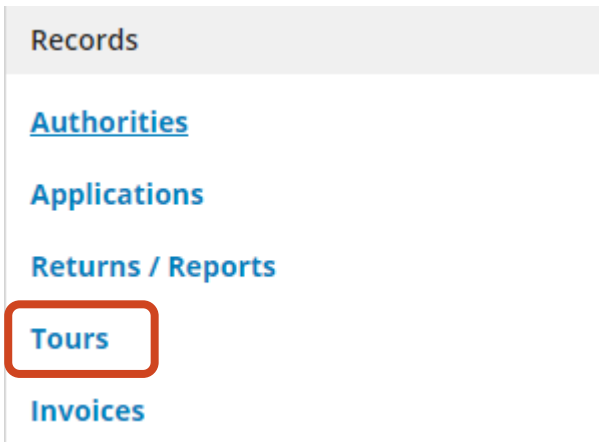 Records
Authorities
Applications
Returns / Reports
Tours
Invoices